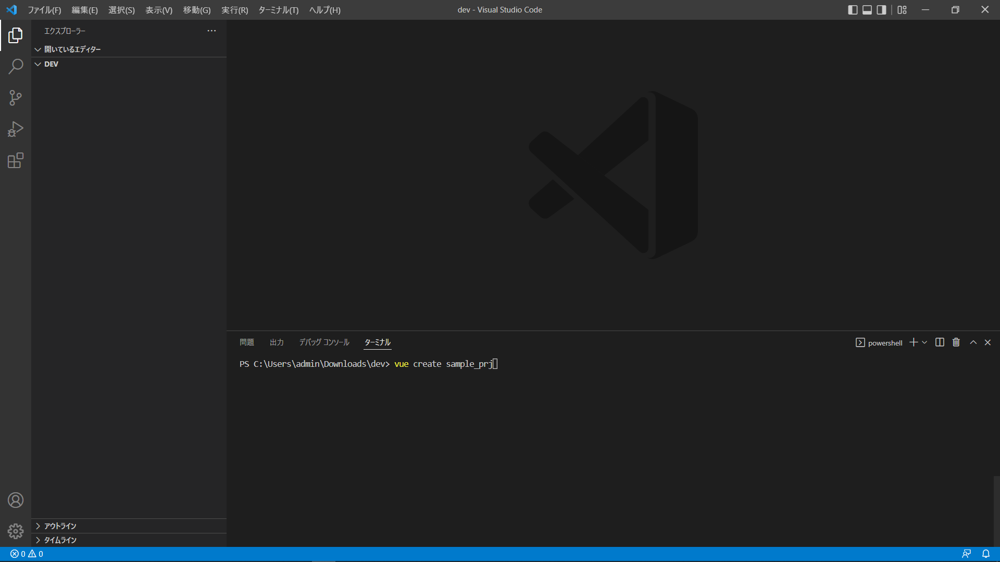 ファイル(F) 編集(E) 選択(S) 表示(V) 移動(G) 実行(R) ターミナル(T) ヘルプ(H) dev - Visual Studio Code
エクスプローラー
開いているエディター
DEV
問題 出力 デバッグ コンソール ターミナル powershell
PS C:\Users\admin\Downloads\dev> vue create sample_prj
アウトライン
タイムライン
0 0